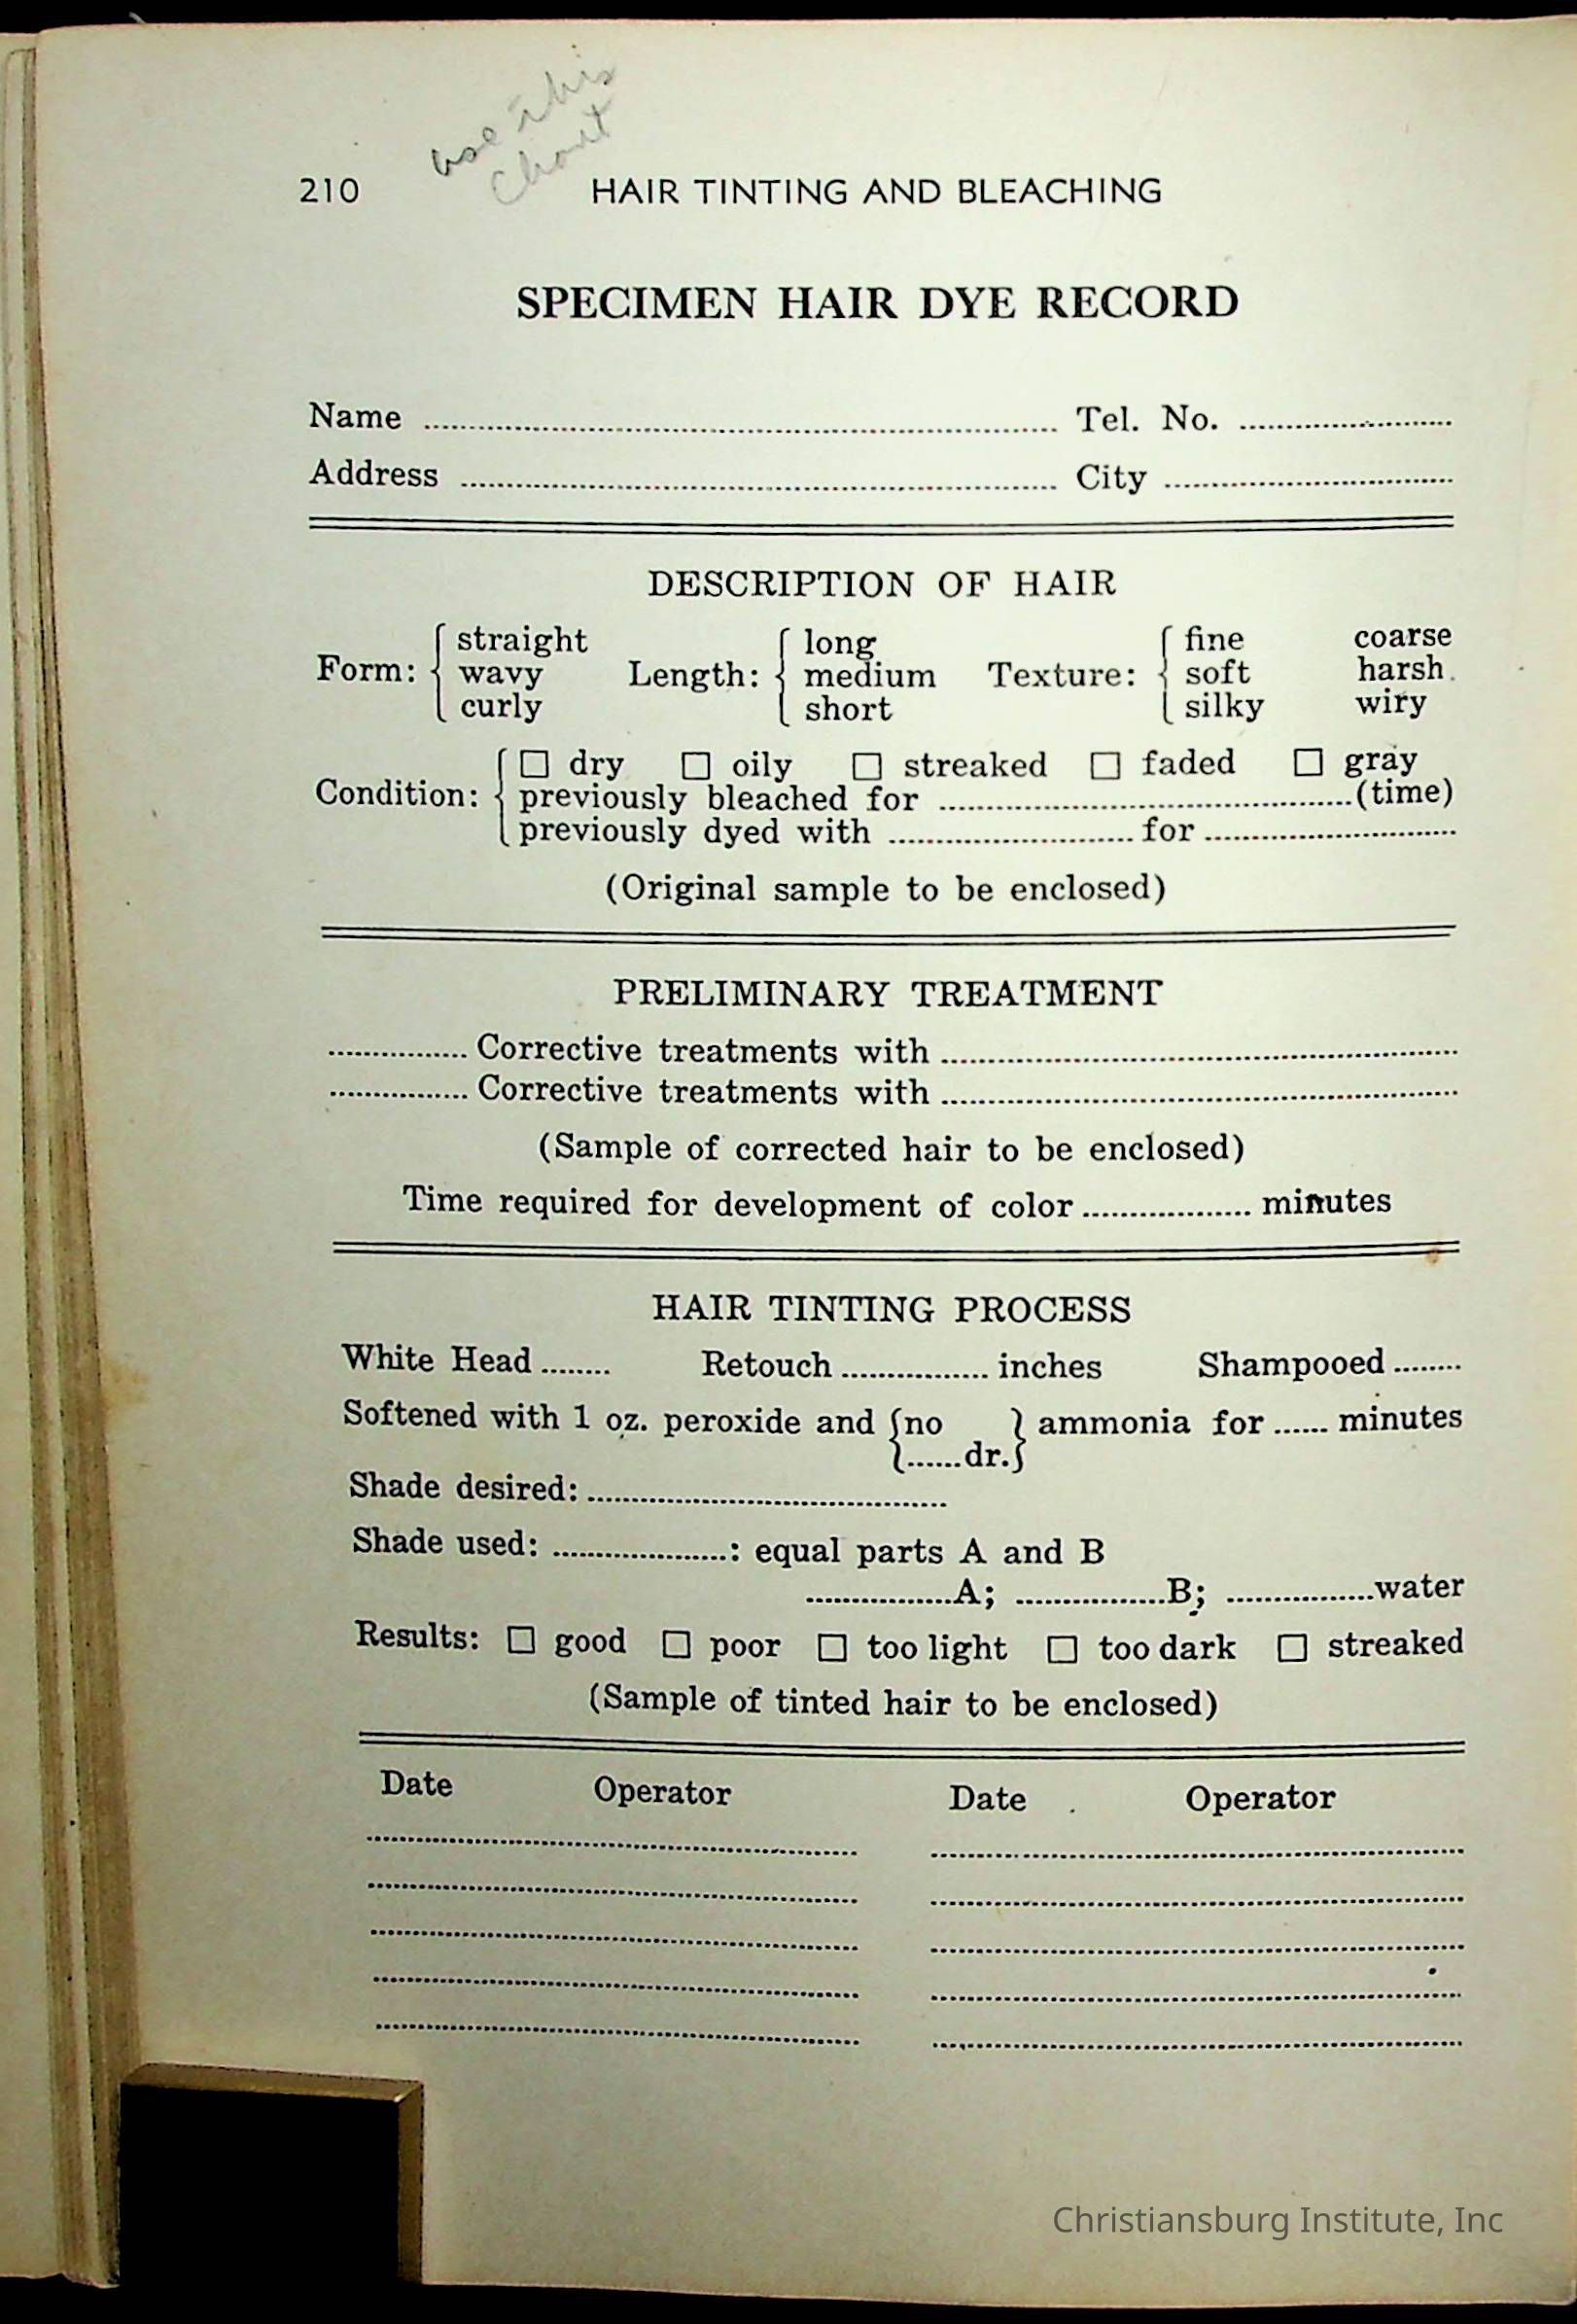 use this
chart
210 HAIR TINTING AND BLEACHING
SPECIMEN HAIR DYE RECORD
Name ........ Tel. No. ........
Address ........ City ........
DESCRIPTION OF HAIR
Form: { straight wavy curly Length: { long medium short Texture: { fine soft silky coarse harsh wiry
Condition: { ☐ dry ☐ oily ☐ streaked ☐ faded ☐ gray
previously bleached for ........ (time)
previously dyed with ........ for ........
(Original sample to be enclosed)
PRELIMINARY TREATMENT
........ Corrective treatments with ........
........ Corrective treatments with ........
(Sample of corrected hair to be enclosed)
Time required for development of color ........ minutes
HAIR TINTING PROCESS
White Head ........ Retouch ........ inches Shampooed ........
Softened with 1 oz. peroxide and { no } ammonia for ...... minutes
{ ......dr. }
Shade desired: ........
Shade used: ........: equal parts A and B
........A; ........B; ........water
Results: ☐ good ☐ poor ☐ too light ☐ too dark ☐ streaked
(Sample of tinted hair to be enclosed)
Date Operator Date Operator
Christiansburg Institute, Inc